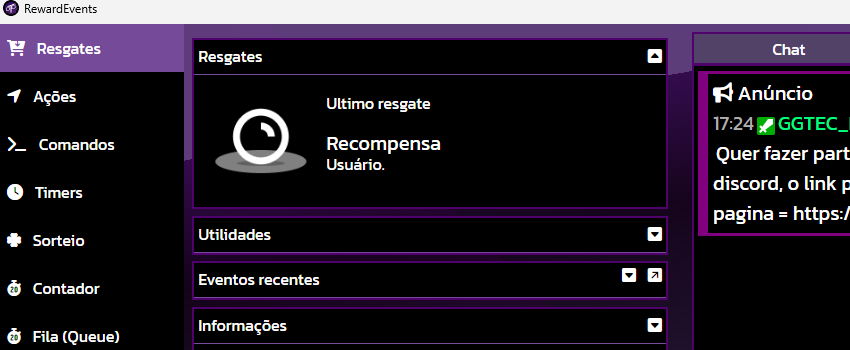 RewardEvents
Resgates
Ações
Comandos
Timers
Sorteio
Contador
Fila (Queue)
Resgates
Ultimo resgate
Recompensa
Usuário.
Utilidades
Eventos recentes
Informações
Chat
Anúncio
17:24 GGTEC_
Quer fazer part
discord, o link p
pagina = https:/